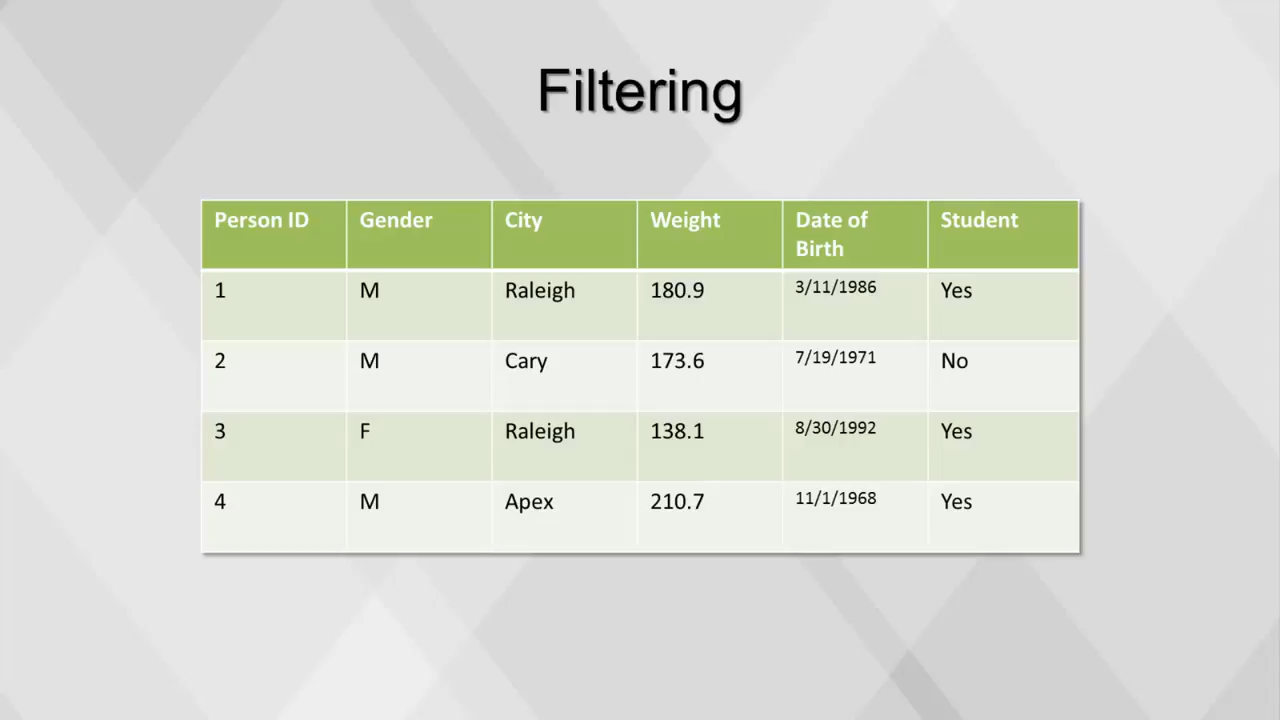 Filtering
Person ID Gender City Weight Date of Birth Student
1 M Raleigh 180.9 3/11/1986 Yes
2 M Cary 173.6 7/19/1971 No
3 F Raleigh 138.1 8/30/1992 Yes
4 M Apex 210.7 11/1/1968 Yes